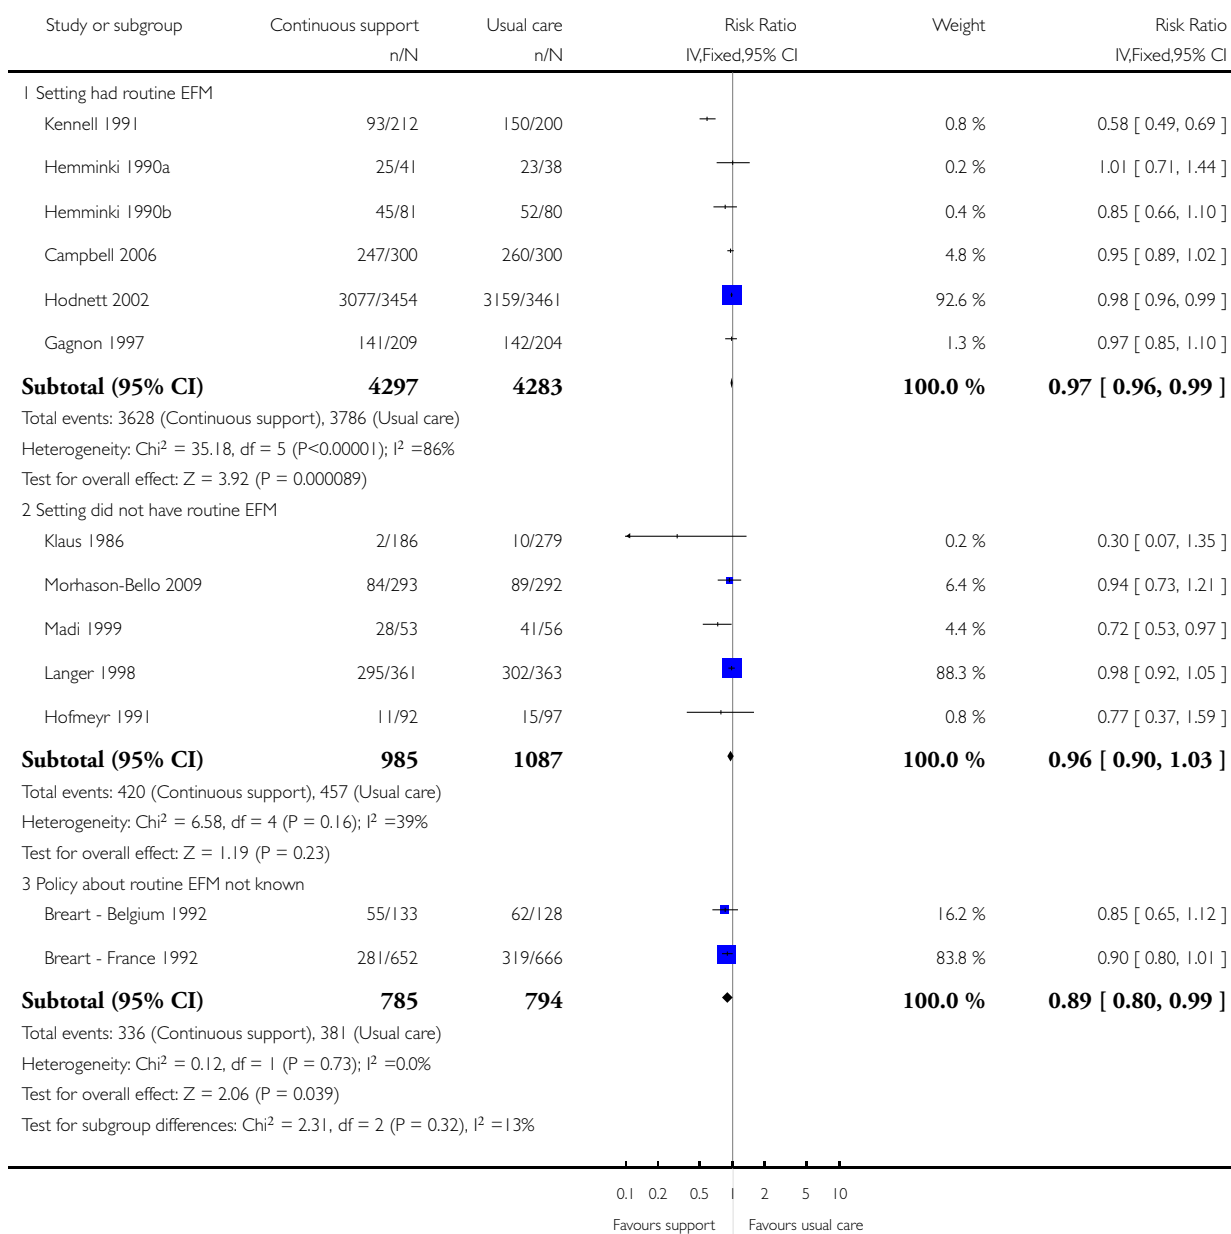 Study or subgroup Continuous support Usual care Risk Ratio Weight Risk Ratio
n/N n/N IV,Fixed,95% CI IV,Fixed,95% CI
1 Setting had routine EFM
Kennell 1991 93/212 150/200 0.8 % 0.58 [ 0.49, 0.69 ]
Hemminki 1990a 25/41 23/38 0.2 % 1.01 [ 0.71, 1.44 ]
Hemminki 1990b 45/81 52/80 0.4 % 0.85 [ 0.66, 1.10 ]
Campbell 2006 247/300 260/300 4.8 % 0.95 [ 0.89, 1.02 ]
Hodnett 2002 3077/3454 3159/3461 92.6 % 0.98 [ 0.96, 0.99 ]
Gagnon 1997 141/209 142/204 1.3 % 0.97 [ 0.85, 1.10 ]
Subtotal (95% CI) 4297 4283 100.0 % 0.97 [ 0.96, 0.99 ]
Total events: 3628 (Continuous support), 3786 (Usual care)
Heterogeneity: Chi² = 35.18, df = 5 (P<0.00001); I² =86%
Test for overall effect: Z = 3.92 (P = 0.000089)
2 Setting did not have routine EFM
Klaus 1986 2/186 10/279 0.2 % 0.30 [ 0.07, 1.35 ]
Morhason-Bello 2009 84/293 89/292 6.4 % 0.94 [ 0.73, 1.21 ]
Madi 1999 28/53 41/56 4.4 % 0.72 [ 0.53, 0.97 ]
Langer 1998 295/361 302/363 88.3 % 0.98 [ 0.92, 1.05 ]
Hofmeyr 1991 11/92 15/97 0.8 % 0.77 [ 0.37, 1.59 ]
Subtotal (95% CI) 985 1087 100.0 % 0.96 [ 0.90, 1.03 ]
Total events: 420 (Continuous support), 457 (Usual care)
Heterogeneity: Chi² = 6.58, df = 4 (P = 0.16); I² =39%
Test for overall effect: Z = 1.19 (P = 0.23)
3 Policy about routine EFM not known
Breart - Belgium 1992 55/133 62/128 16.2 % 0.85 [ 0.65, 1.12 ]
Breart - France 1992 281/652 319/666 83.8 % 0.90 [ 0.80, 1.01 ]
Subtotal (95% CI) 785 794 100.0 % 0.89 [ 0.80, 0.99 ]
Total events: 336 (Continuous support), 381 (Usual care)
Heterogeneity: Chi² = 0.12, df = 1 (P = 0.73); I² =0.0%
Test for overall effect: Z = 2.06 (P = 0.039)
Test for subgroup differences: Chi² = 2.31, df = 2 (P = 0.32), I² =13%
0.1 0.2 0.5 1 2 5 10
Favours support Favours usual care